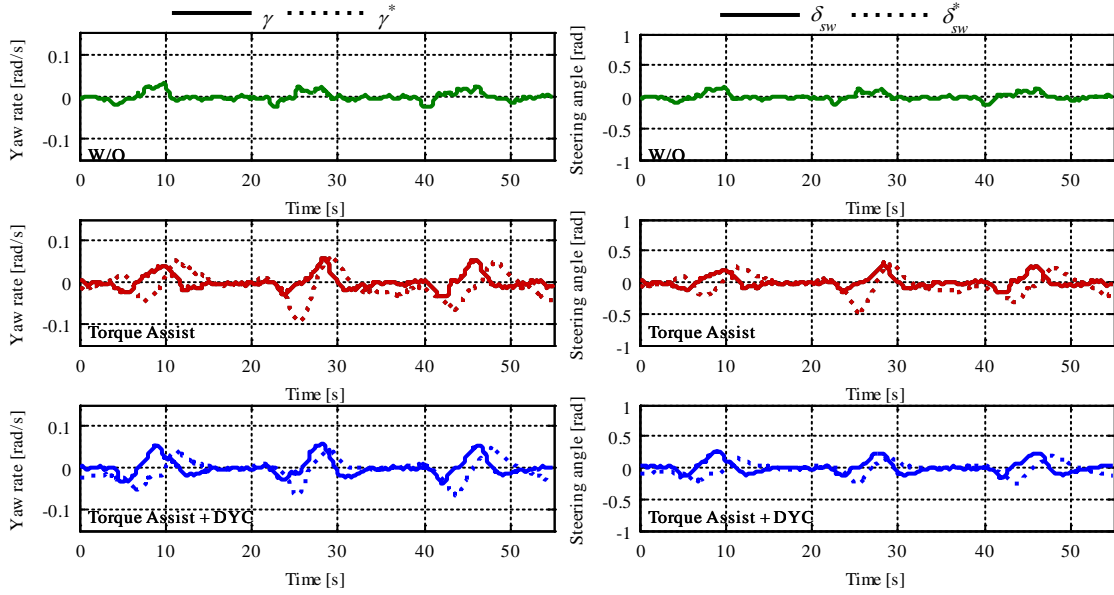 γ γ*
δsw δ*sw
Yaw rate [rad/s]
0.1
0
-0.1
W/O
0 10 20 30 40 50
Time [s]
Steering angle [rad]
1
0.5
0
-0.5
-1
W/O
0 10 20 30 40 50
Time [s]
Yaw rate [rad/s]
0.1
0
-0.1
Torque Assist
0 10 20 30 40 50
Time [s]
Steering angle [rad]
1
0.5
0
-0.5
-1
Torque Assist
0 10 20 30 40 50
Time [s]
Yaw rate [rad/s]
0.1
0
-0.1
Torque Assist + DYC
0 10 20 30 40 50
Time [s]
Steering angle [rad]
1
0.5
0
-0.5
-1
Torque Assist + DYC
0 10 20 30 40 50
Time [s]